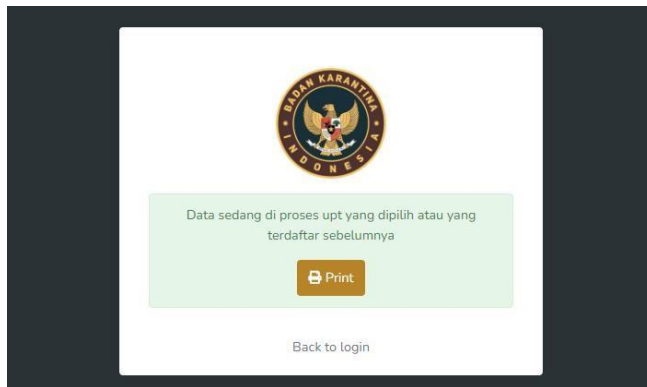 BADAN KARANTINA
INDONESIA
Data sedang di proses upt yang dipilih atau yang
terdaftar sebelumnya
Print
Back to login